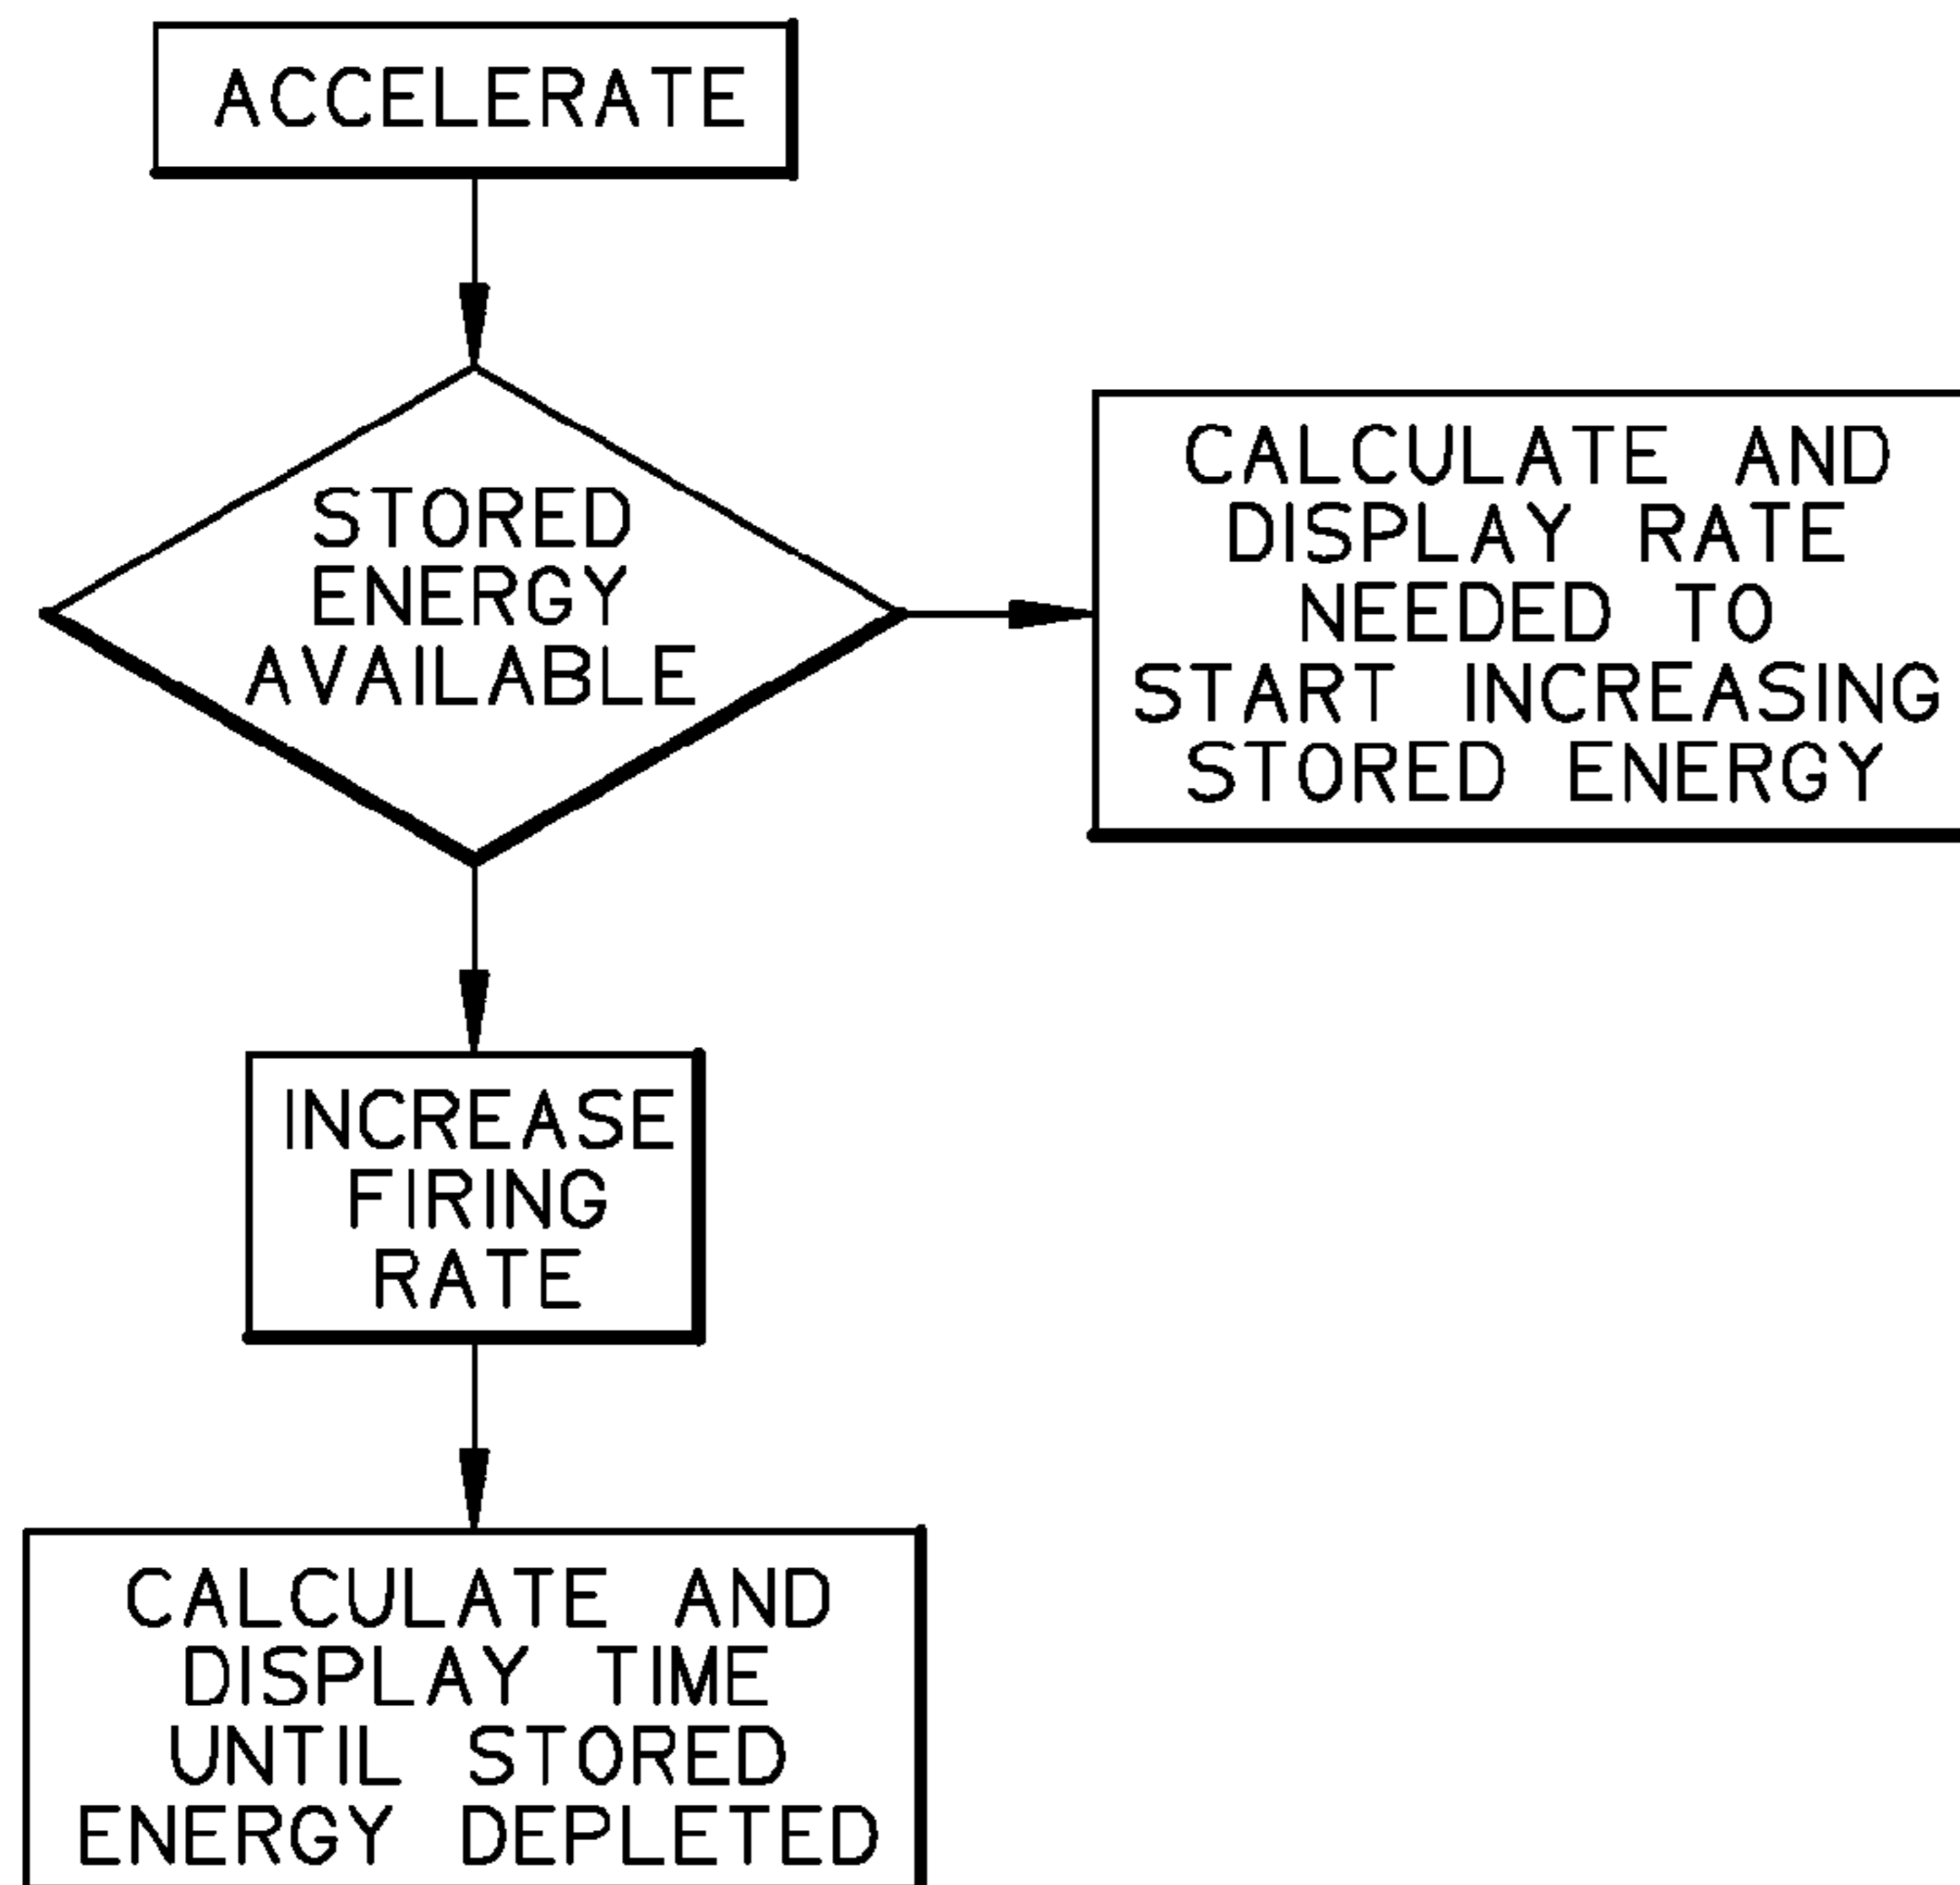 ACCELERATE
STORED
ENERGY
AVAILABLE
CALCULATE AND
DISPLAY RATE
NEEDED TO
START INCREASING
STORED ENERGY
INCREASE
FIRING
RATE
CALCULATE AND
DISPLAY TIME
UNTIL STORED
ENERGY DEPLETED